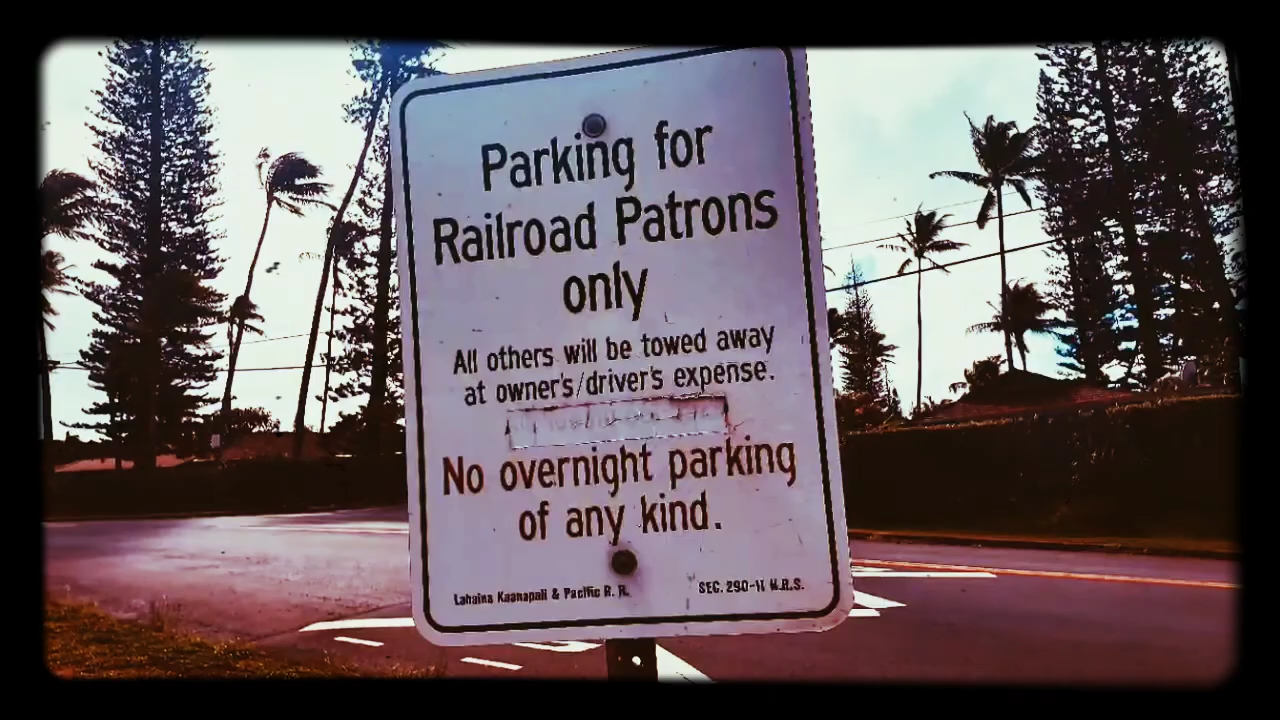 Parking for
Railroad Patrons
only
All others will be towed away
at owner's/driver's expense.
No overnight parking
of any kind.
Lahaina Kaanapali & Pacific R. R.
SEC. 290-11 H.R.S.